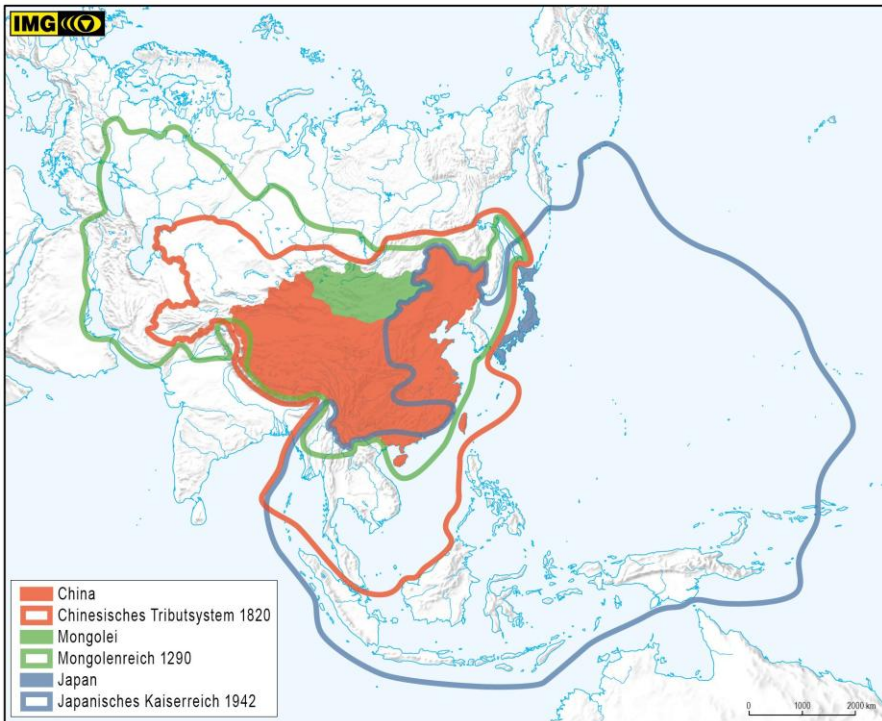 IMG
China
Chinesisches Tributsystem 1820
Mongolei
Mongolenreich 1290
Japan
Japanisches Kaiserreich 1942
0 1000 2000 km